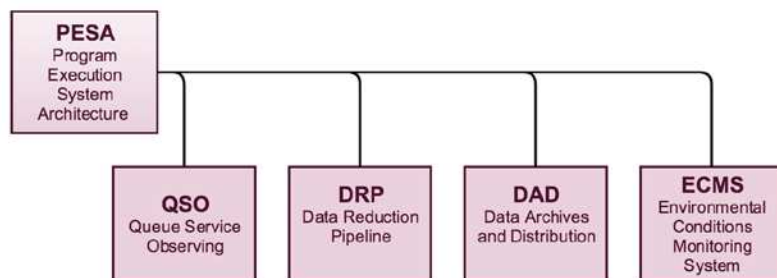 PESA
Program
Execution
System
Architecture
QSO
Queue Service
Observing
DRP
Data Reduction
Pipeline
DAD
Data Archives
and Distribution
ECMS
Environmental
Conditions
Monitoring
System